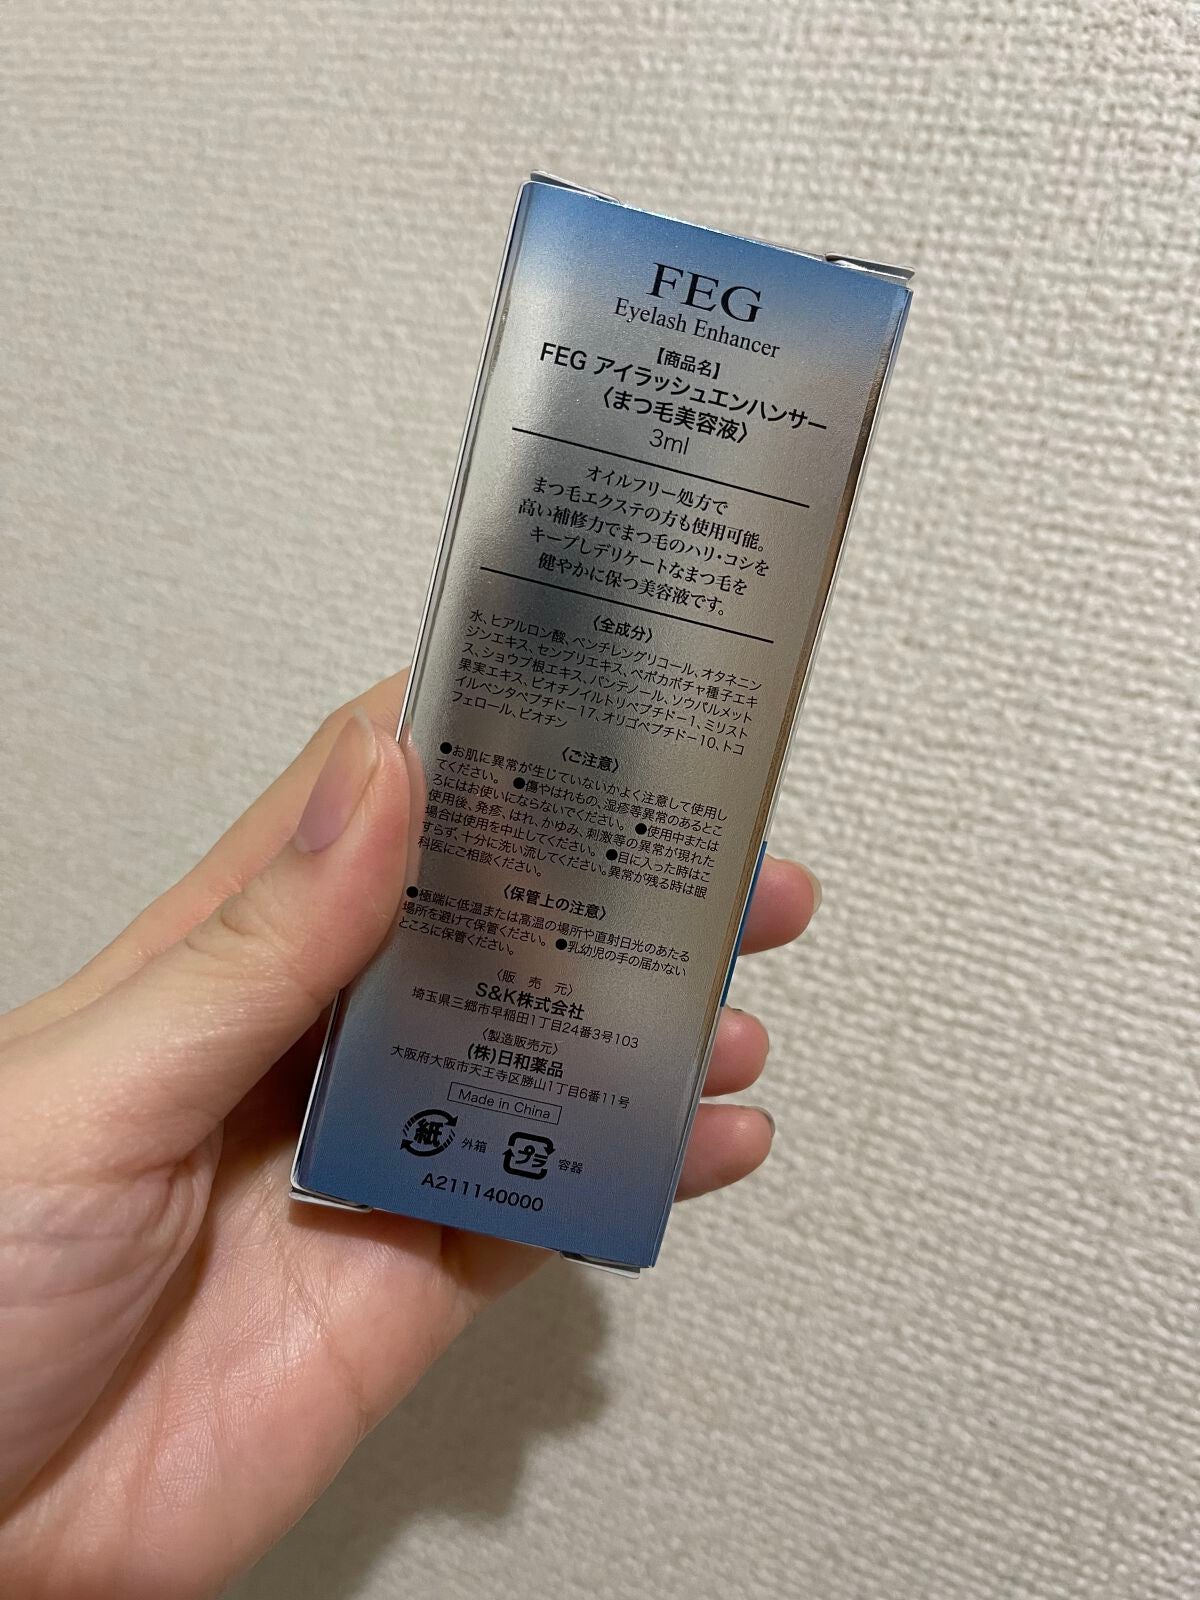 FEG
Eyelash Enhancer
【商品名】
FEG アイラッシュエンハンサー
〈まつ毛美容液〉
3ml
オイルフリー処方で
まつ毛エクステの方も使用可能。
高い補修力でまつ毛のハリ・コシを
キープしデリケートなまつ毛を
健やかに保つ美容液です。
〈全成分〉
水、ヒアルロン酸、ペンチレングリコール、オタネニン
ジンエキス、センブリエキス、ペポカボチャ種子エキ
ス、ショウブ根エキス、パンテノール、ソウパルメット
果実エキス、ビオチノイルトリペプチド-1、ミリスト
イルペンタペプチド-17、オリゴペプチド-10、トコ
フェロール、ビオチン
〈ご注意〉
●お肌に異常が生じていないかよく注意して使用し
てください。 ●傷やはれもの、湿疹等異常のあるとこ
ろにはお使いにならないでください。 ●使用中または
使用後、発疹、はれ、かゆみ、刺激等の異常が現れた
場合は使用を中止してください。 ●目に入った時はこ
すらず、十分に洗い流してください。異常が残る時は眼
科医にご相談ください。
〈保管上の注意〉
●極端に低温または高温の場所や直射日光のあたる
場所を避けて保管ください。 ●乳幼児の手の届かない
ところに保管ください。
〈販 売 元〉
S&K株式会社
埼玉県三郷市早稲田1丁目24番3号103
〈製造販売元〉
(株)日和薬品
大阪府大阪市天王寺区勝山1丁目6番11号
Made in China
紙 外箱 プラ 容器
A211140000